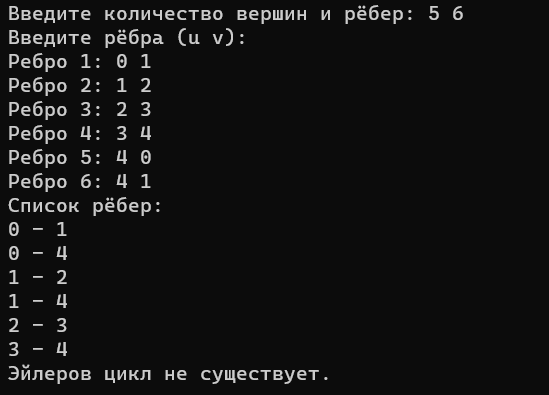 Введите количество вершин и рёбер: 5 6
Введите рёбра (u v):
Ребро 1: 0 1
Ребро 2: 1 2
Ребро 3: 2 3
Ребро 4: 3 4
Ребро 5: 4 0
Ребро 6: 4 1
Список рёбер:
0 - 1
0 - 4
1 - 2
1 - 4
2 - 3
3 - 4
Эйлеров цикл не существует.